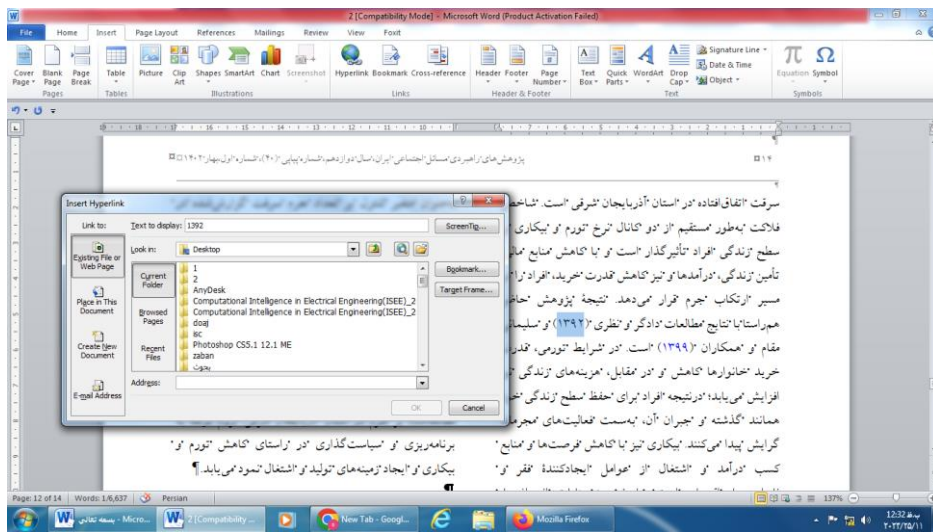 2 [Compatibility Mode] - Microsoft Word (Product Activation Failed)
File Home Insert Page Layout References Mailings Review View Foxit
Cover Page Blank Page Page Break Table Picture Clip Art Shapes SmartArt Chart Screenshot Hyperlink Bookmark Cross-reference Header Footer Page Number Text Box Quick Parts WordArt Drop Cap Signature Line Date & Time Object Equation Symbol
Pages Tables Illustrations Links Header & Footer Text Symbols
پژوهش‌های راهبردی مسائل اجتماعی ایران، سال دوازدهم، شماره پیاپی (۴۰)، شماره اول، بهار ۱۴۰۲
۱۴
سرقت اتفاق‌افتاده در استان آذربایجان شرقی است. شاخص
فلاکت به‌طور مستقیم از دو کانال نرخ تورم و بیکاری
سطح زندگی افراد تأثیرگذار است و با کاهش منابع
تأمین زندگی، درآمدها و نیز کاهش قدرت خرید، افراد را
مسیر ارتکاب جرم قرار می‌دهد. نتیجۀ پژوهش
هم‌راستا با نتایج مطالعات دادگر و نظری (۱۳۹۲) و
مقام و همکاران (۱۳۹۹) است. در شرایط تورمی،
خرید خانوارها کاهش و در مقابل، هزینه‌های زندگی
افزایش می‌یابد؛ درنتیجه افراد برای حفظ سطح زندگی
همانند گذشته و جبران آن، به‌سمت فعالیت‌های
گرایش پیدا می‌کنند. بیکاری نیز با کاهش فرصت‌ها و منابع
کسب درآمد و اشتغال از عوامل ایجادکنندۀ فقر و
برنامه‌ریزی و سیاست‌گذاری در راستای کاهش تورم و
بیکاری و ایجاد زمینه‌های تولید و اشتغال نمود می‌یابد.¶
Insert Hyperlink
Link to:
Text to display: 1392
ScreenTip...
Existing File or Web Page
Look in: Desktop
Bookmark...
Target Frame...
Current Folder
1
2
AnyDesk
Computational Intelligence in Electrical Engineering(ISEE)_2
Computational Intelligence in Electrical Engineering(ISEE)_2
doaj
isc
Photoshop CS5.1 12.1 ME
zaban
بحوث
Place in This Document
Browsed Pages
Create New Document
Recent Files
E-mail Address
Address:
OK Cancel
Page: 12 of 14 Words: 1/6,637 Persian 137%
بسمه تعالی - Micro... 2 [Compatibility ... New Tab - Googl... Mozilla Firefox 12:32